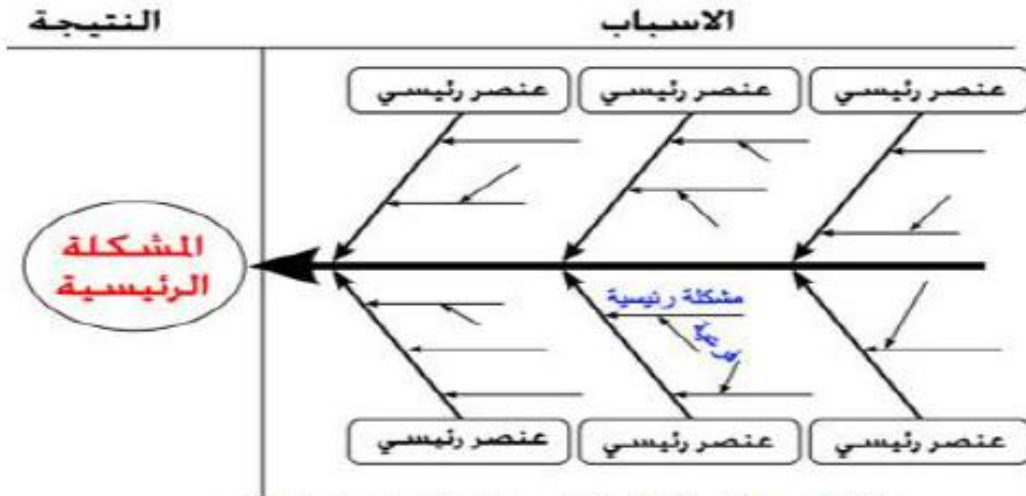 الاسباب
النتيجة
عنصر رئيسي
عنصر رئيسي
عنصر رئيسي
المشكلة
الرئيسية
مشكلة رئيسية
عنصر رئيسي
عنصر رئيسي
عنصر رئيسي